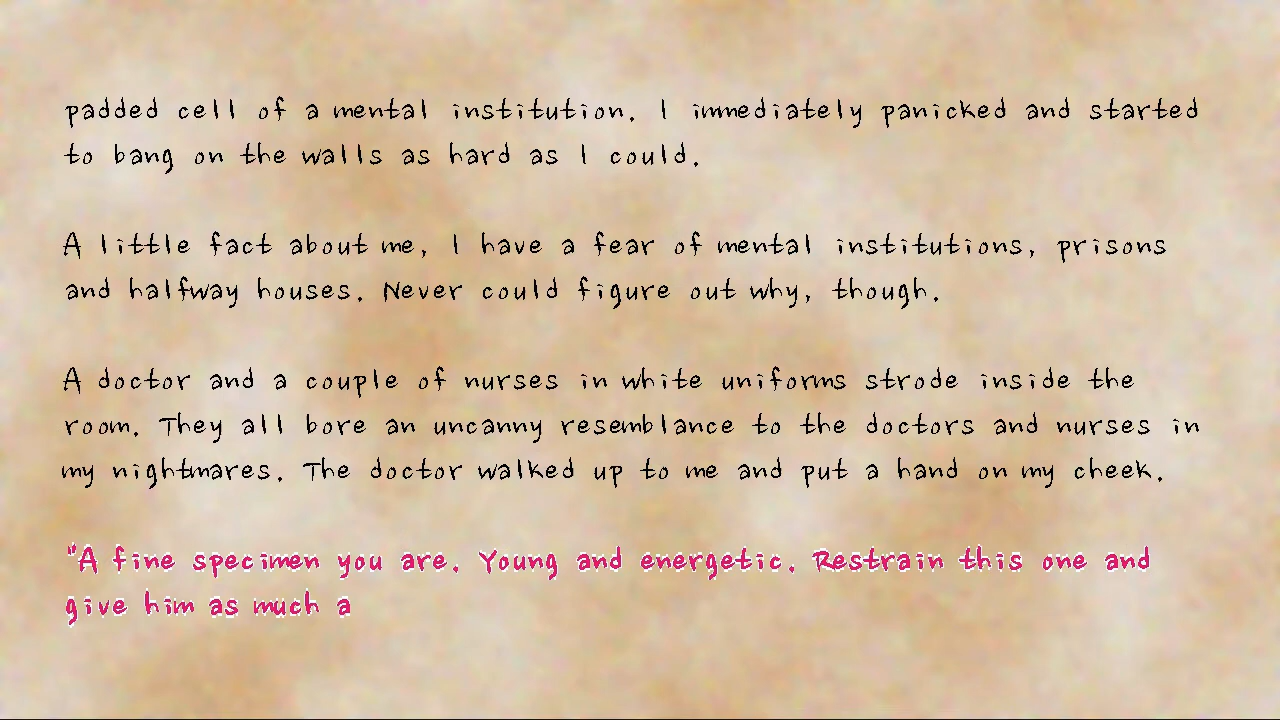 padded cell of a mental institution. I immediately panicked and started
to bang on the walls as hard as I could.
A little fact about me, I have a fear of mental institutions, prisons
and halfway houses. Never could figure out why, though.
A doctor and a couple of nurses in white uniforms strode inside the
room. They all bore an uncanny resemblance to the doctors and nurses in
my nightmares. The doctor walked up to me and put a hand on my cheek.
"A fine specimen you are. Young and energetic. Restrain this one and
give him as much a